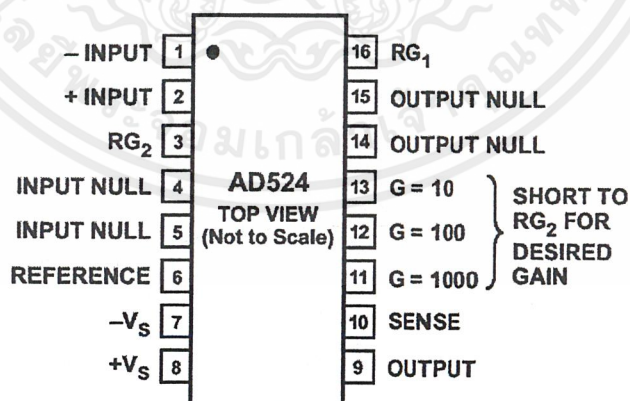 – INPUT 1
+ INPUT 2
RG2 3
INPUT NULL 4
INPUT NULL 5
REFERENCE 6
–VS 7
+VS 8
AD524
TOP VIEW
(Not to Scale)
16 RG1
15 OUTPUT NULL
14 OUTPUT NULL
13 G = 10
12 G = 100
11 G = 1000
10 SENSE
9 OUTPUT
SHORT TO
RG2 FOR
DESIRED
GAIN